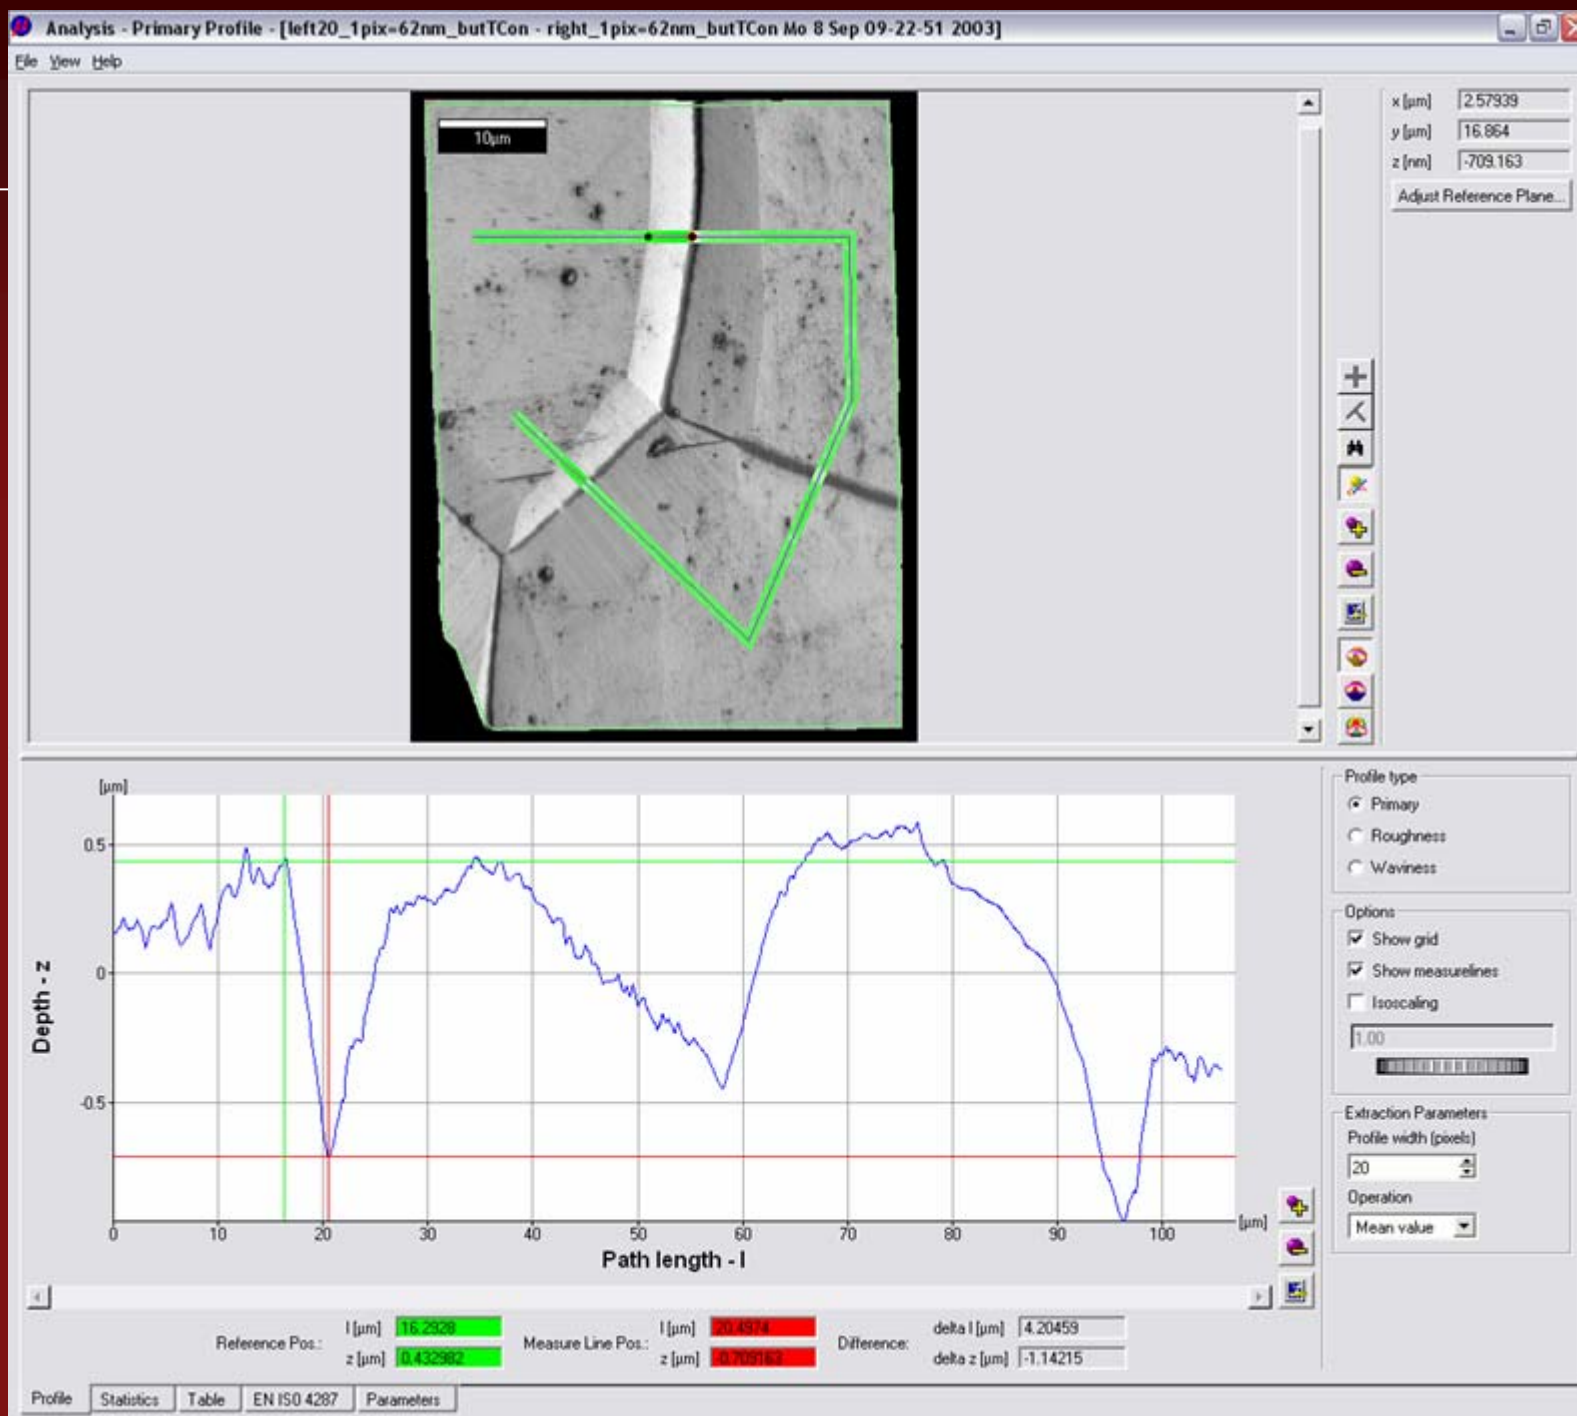 Analysis - Primary Profile - [left20_1pix=62nm_butTCon - right_1pix=62nm_butTCon Mo 8 Sep 09-22-51 2003]
File View Help
10µm
x [µm] 2.57939
y [µm] 16.864
z [nm] -709.163
Adjust Reference Plane...
[µm]
0.5
0
-0.5
Depth - z
0 10 20 30 40 50 60 70 80 90 100 [µm]
Path length - l
Profile type
Primary
Roughness
Waviness
Options
Show grid
Show measurelines
Isoscaling
1.00
Extraction Parameters
Profile width (pixels)
20
Operation
Mean value
Reference Pos.: l [µm] 16.2928 Measure Line Pos.: l [µm] 20.4974 Difference: delta l [µm] 4.20459
z [µm] 0.432982 z [µm] -0.709163 delta z [µm] -1.14215
Profile Statistics Table EN ISO 4287 Parameters